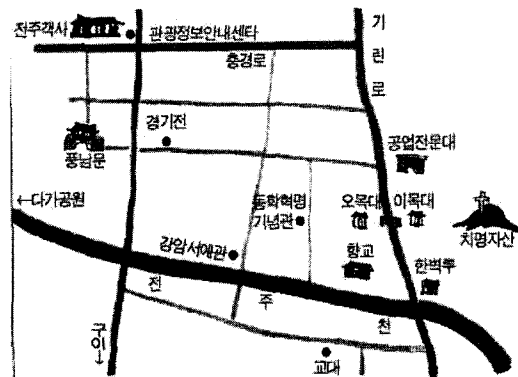 전주객사
관광정보안내센타
충경로
기린로
경기전
풍남문
공업전문대
←다가공원
동학혁명
기념관
오목대
이목대
치명자산
강암서예관
향교
한벽루
전주천
구이→
교대